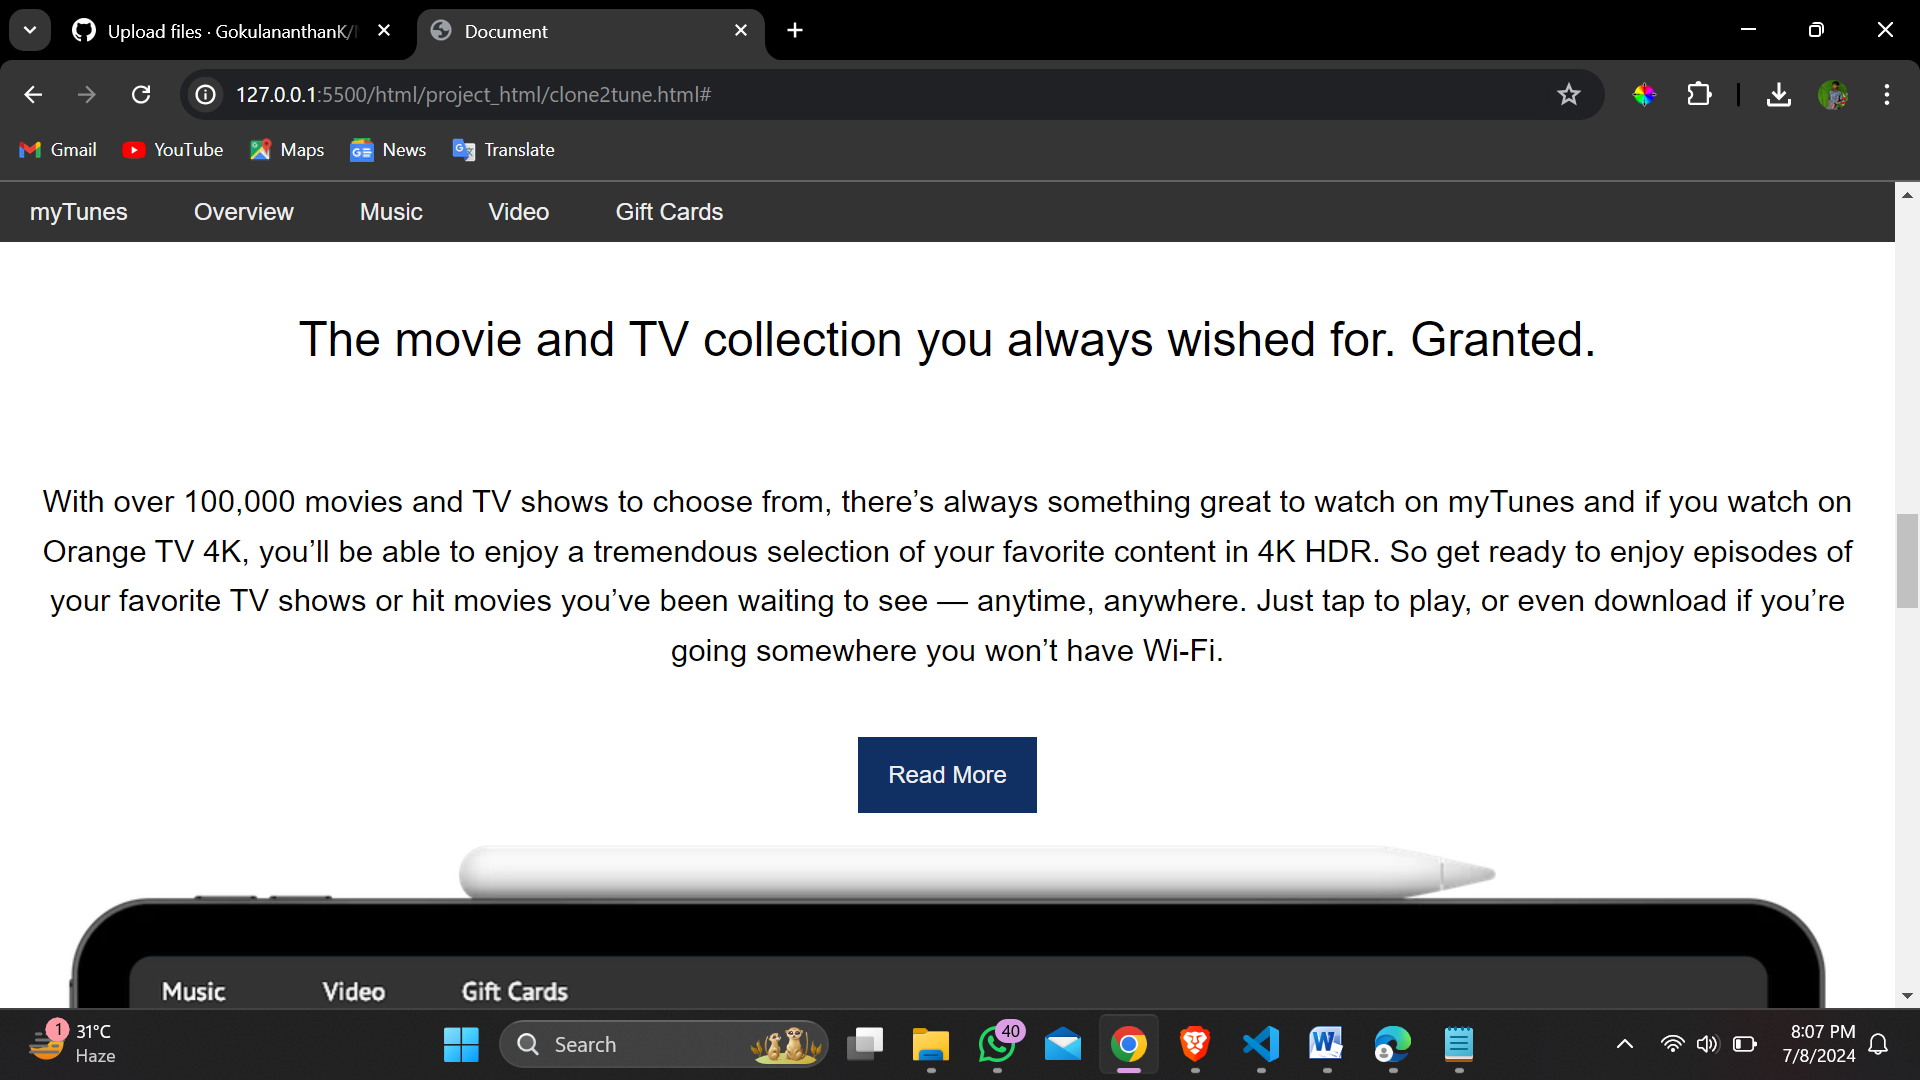 Upload files · GokulananthanK/
Document
127.0.0.1:5500/html/project_html/clone2tune.html#
Gmail
YouTube
Maps
News
Translate
myTunes
Overview
Music
Video
Gift Cards
The movie and TV collection you always wished for. Granted.
With over 100,000 movies and TV shows to choose from, there’s always something great to watch on myTunes and if you watch on
Orange TV 4K, you’ll be able to enjoy a tremendous selection of your favorite content in 4K HDR. So get ready to enjoy episodes of
your favorite TV shows or hit movies you’ve been waiting to see — anytime, anywhere. Just tap to play, or even download if you’re
going somewhere you won’t have Wi-Fi.
Read More
Music
Video
Gift Cards
1
31°C
Haze
Search
40
8:07 PM
7/8/2024